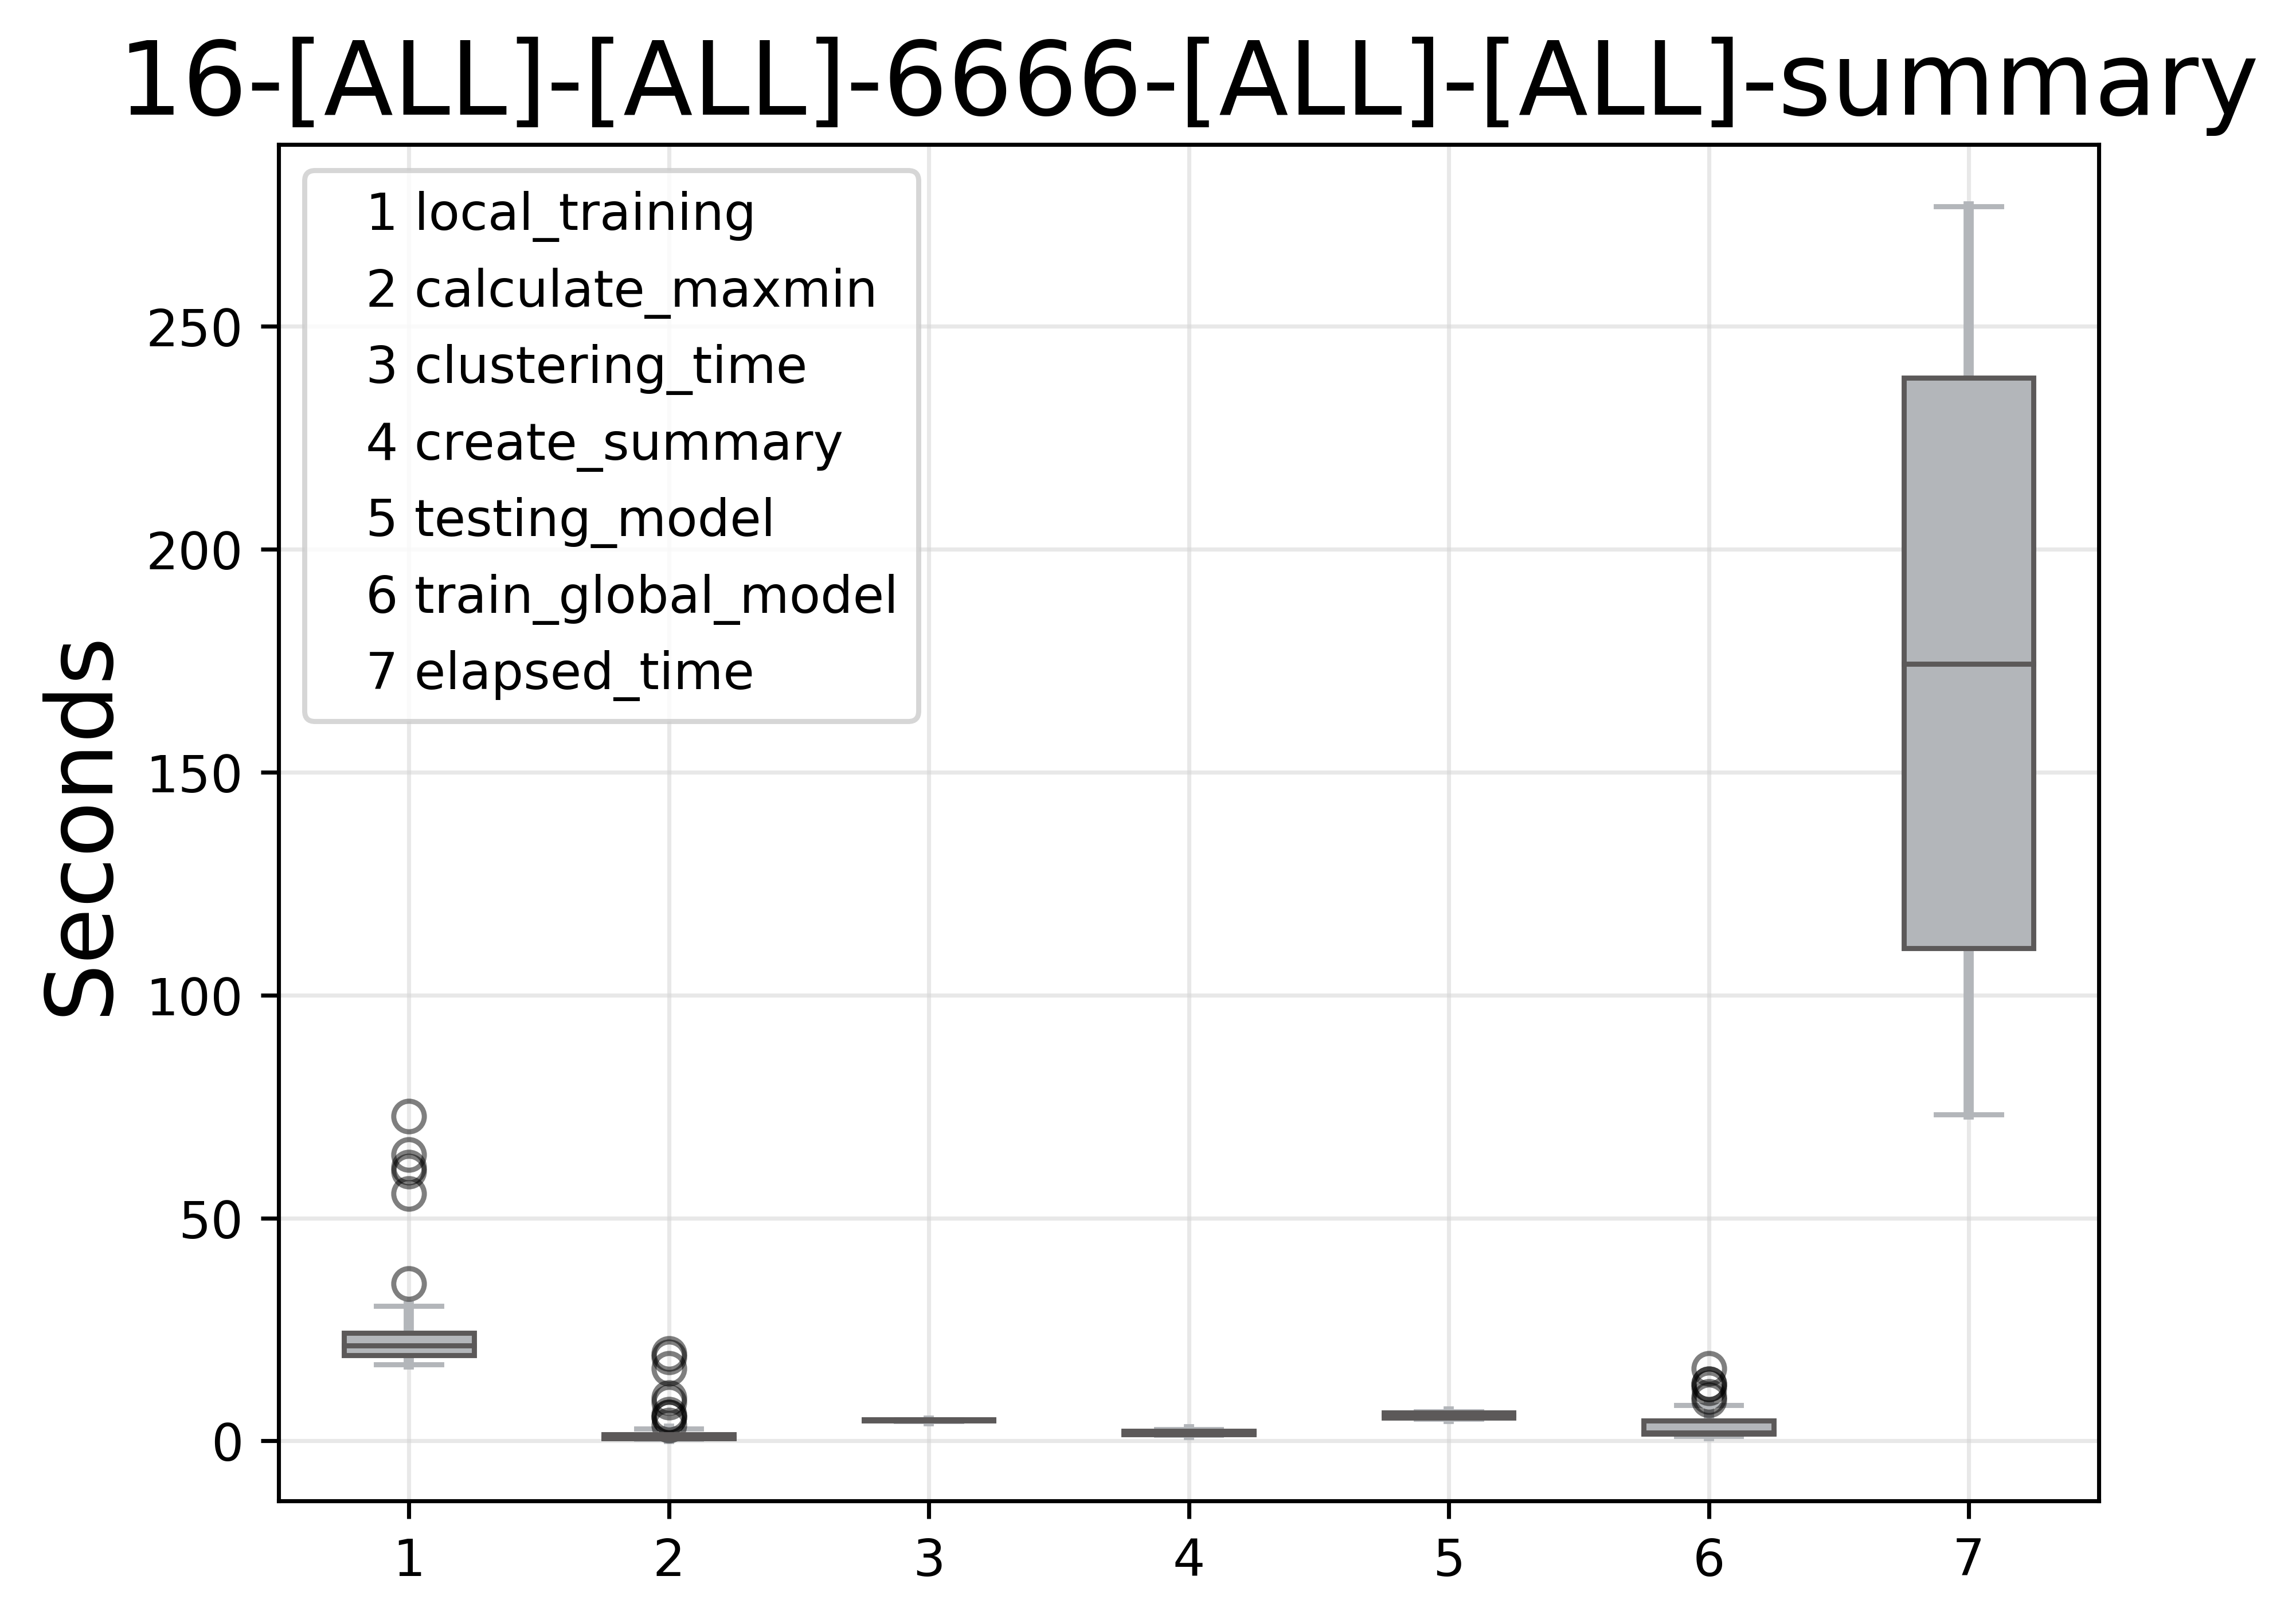 16-[ALL]-[ALL]-6666-[ALL]-[ALL]-summary
1 local_training
2 calculate_maxmin
3 clustering_time
4 create_summary
5 testing_model
6 train_global_model
7 elapsed_time
Seconds
250
200
150
100
50
0
1 2 3 4 5 6 7